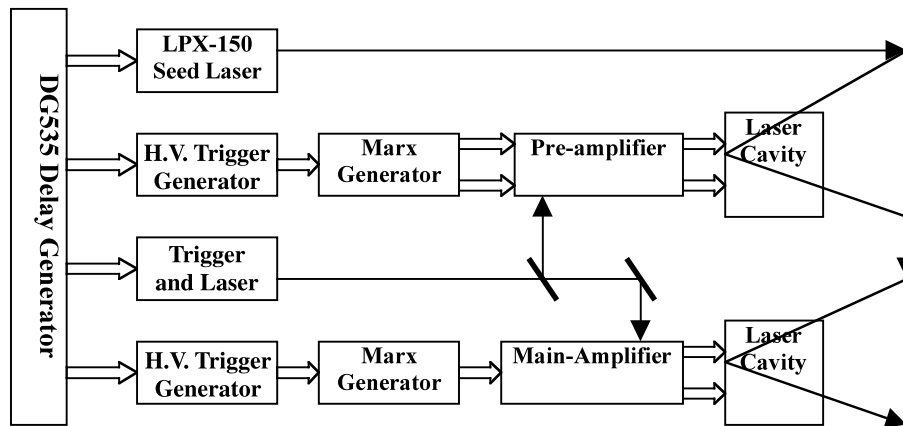 DG535 Delay Generator
LPX-150
Seed Laser
H.V. Trigger
Generator
Marx
Generator
Pre-amplifier
Laser
Cavity
Trigger
and Laser
H.V. Trigger
Generator
Marx
Generator
Main-Amplifier
Laser
Cavity